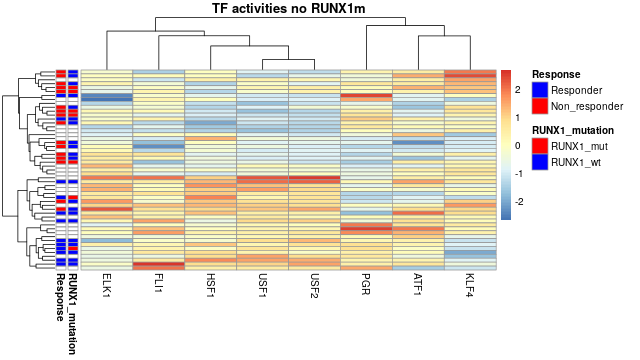 TF activities no RUNX1m
Response
Responder
Non_responder
RUNX1_mutation
RUNX1_mut
RUNX1_wt
2
1
0
-1
-2
Response
RUNX1_mutation
ELK1
FLI1
HSF1
USF1
USF2
PGR
ATF1
KLF4